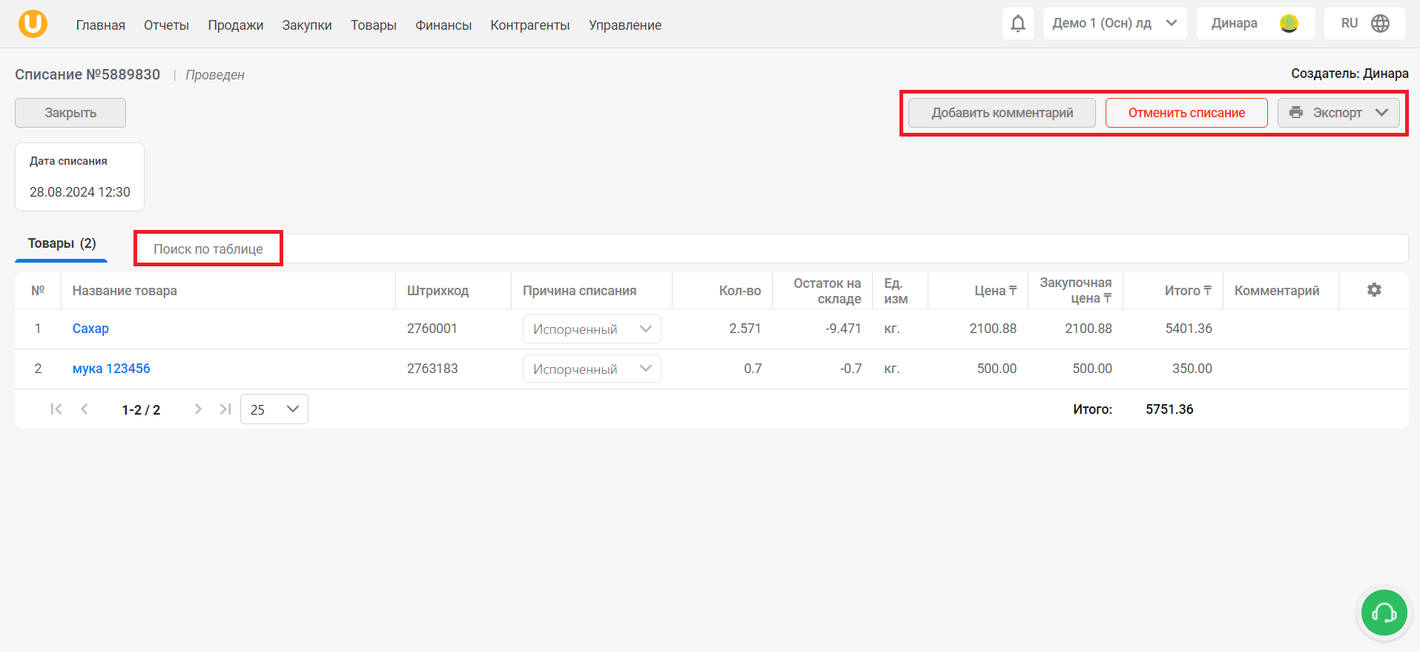 U Главная Отчеты Продажи Закупки Товары Финансы Контрагенты Управление Демо 1 (Осн) лд Динара RU
Списание №5889830 | Проведен Создатель: Динара
Закрыть Добавить комментарий Отменить списание Экспорт
Дата списания
28.08.2024 12:30
Товары (2) Поиск по таблице
№ Название товара Штрихкод Причина списания Кол-во Остаток на складе Ед. изм Цена ₸ Закупочная цена ₸ Итого ₸ Комментарий
1 Сахар 2760001 Испорченный 2.571 -9.471 кг. 2100.88 2100.88 5401.36
2 мука 123456 2763183 Испорченный 0.7 -0.7 кг. 500.00 500.00 350.00
1-2 / 2 25 Итого: 5751.36